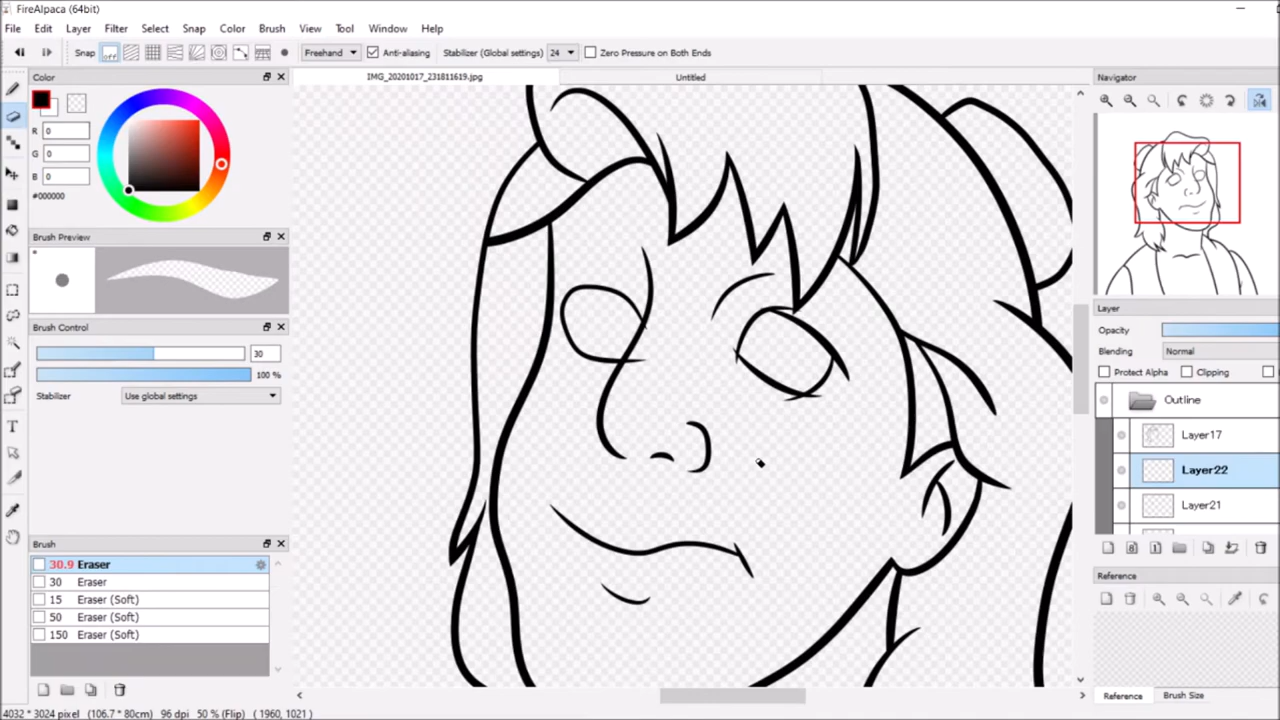 FireAlpaca (64bit)
File Edit Layer Filter Select Snap Color Brush View Tool Window Help
Snap off Freehand Anti-aliasing Stabilizer (Global settings) 24 Zero Pressure on Both Ends
Color
IMG_20201017_231811619.jpg
Untitled
Navigator
R 0
G 0
B 0
#000000
Brush Preview
Brush Control
30
100 %
Stabilizer Use global settings
Layer
Opacity
Blending Normal
Protect Alpha Clipping
Outline
Layer17
Layer22
Layer21
Brush
30.9 Eraser
30 Eraser
15 Eraser (Soft)
50 Eraser (Soft)
150 Eraser (Soft)
Reference
Reference Brush Size
4032 * 3024 pixel (106.7 * 80cm) 96 dpi 50 % (Flip) ( 1960, 1021 )